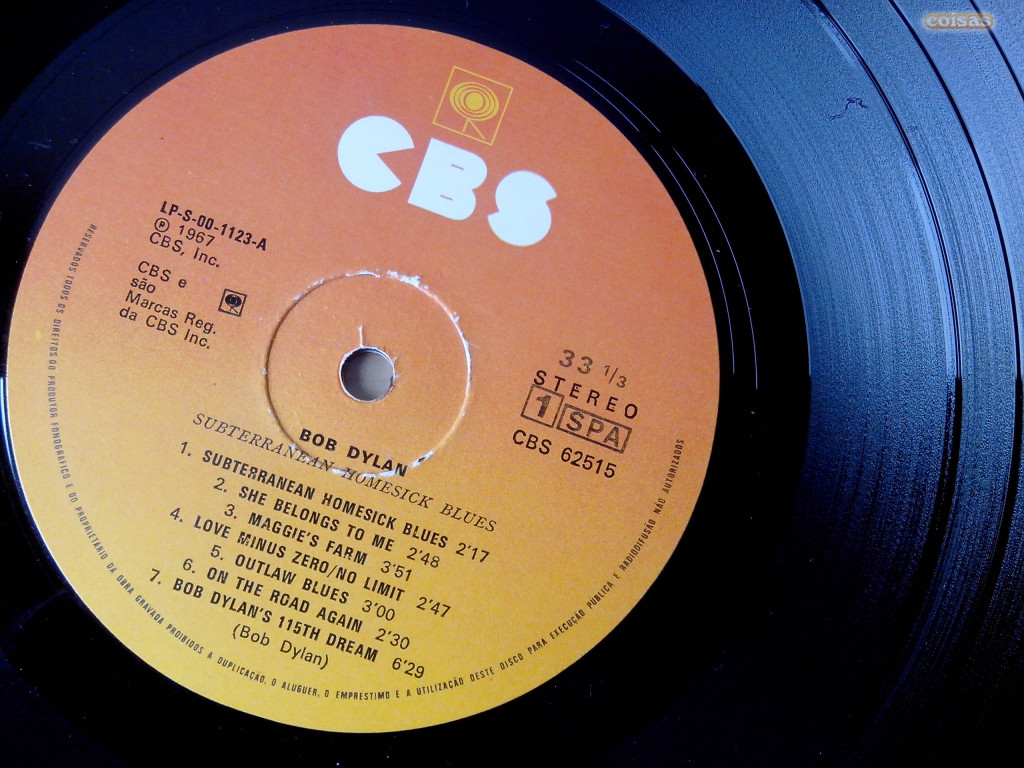 coisas
CBS
LP-S-00-1123-A
Ⓟ 1967
CBS, Inc.
CBS e
são
Marcas Reg.
da CBS Inc.
33 1/3
STEREO
1 SPA
CBS 62515
BOB DYLAN
SUBTERRANEAN HOMESICK BLUES
1. SUBTERRANEAN HOMESICK BLUES 2'17
2. SHE BELONGS TO ME 2'48
3. MAGGIE'S FARM 3'51
4. LOVE MINUS ZERO/NO LIMIT 2'47
5. OUTLAW BLUES 3'00
6. ON THE ROAD AGAIN 2'30
7. BOB DYLAN'S 115TH DREAM 6'29
(Bob Dylan)
RESERVADOS TODOS OS DIREITOS DO PRODUTOR FONOGRÁFICO E DO PROPRIETÁRIO DA OBRA GRAVADA PROIBIDOS A DUPLICAÇÃO, O ALUGUER, O EMPRÉSTIMO E A UTILIZAÇÃO DESTE DISCO PARA EXECUÇÃO PÚBLICA E RADIODIFUSÃO NÃO AUTORIZADOS